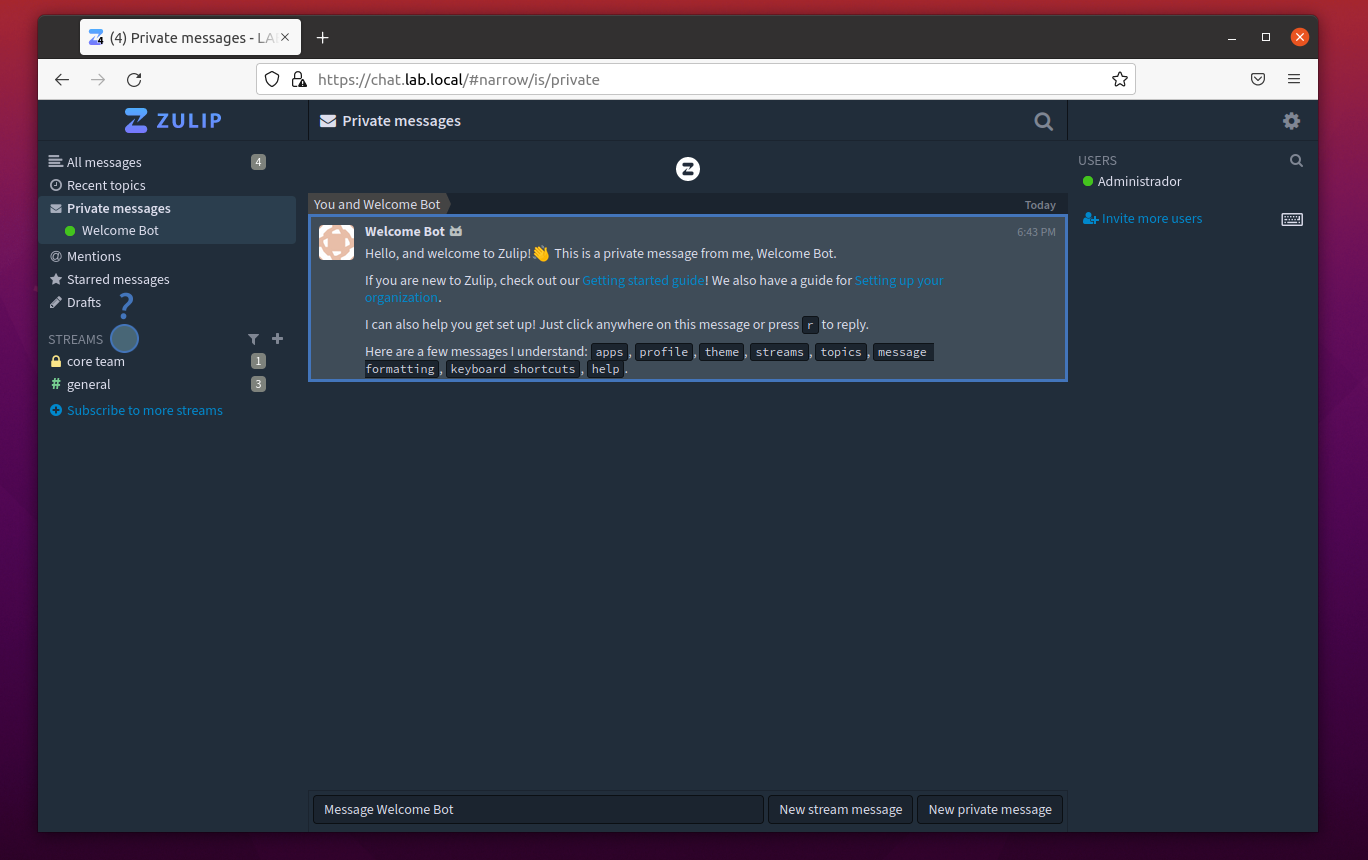 (4) Private messages - LA
https://chat.lab.local/#narrow/is/private
ZULIP
Private messages
All messages 4
Recent topics
Private messages
Welcome Bot
Mentions
Starred messages
Drafts
?
STREAMS
core team 1
general 3
Subscribe to more streams
You and Welcome Bot Today
Welcome Bot 6:43 PM
Hello, and welcome to Zulip!👋 This is a private message from me, Welcome Bot.
If you are new to Zulip, check out our Getting started guide! We also have a guide for Setting up your
organization.
I can also help you get set up! Just click anywhere on this message or press r to reply.
Here are a few messages I understand: apps, profile, theme, streams, topics, message
formatting, keyboard shortcuts, help.
USERS
Administrador
Invite more users
Message Welcome Bot
New stream message
New private message